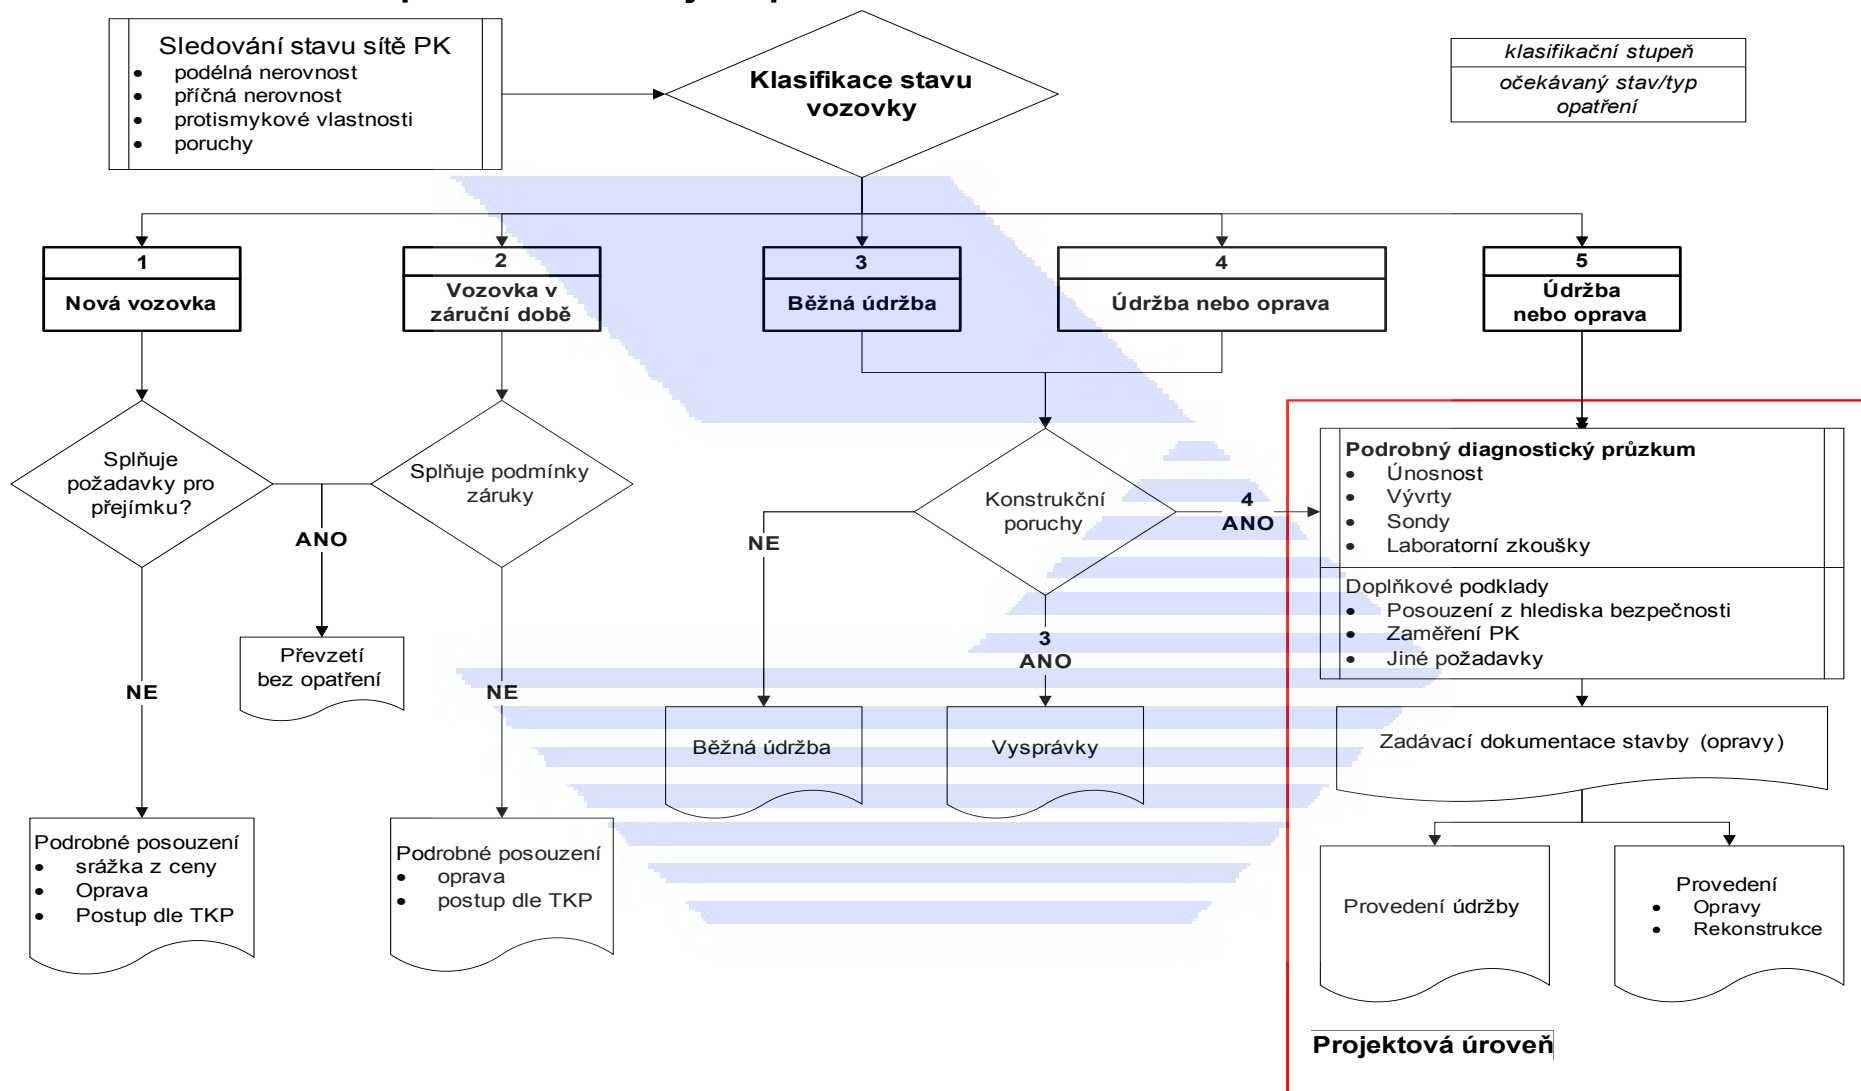 Sledování stavu sítě PK
• podélná nerovnost
• příčná nerovnost
• protismykové vlastnosti
• poruchy
Klasifikace stavu
vozovky
klasifikační stupeň
očekávaný stav/typ
opatření
1
Nová vozovka
2
Vozovka v
záruční době
3
Běžná údržba
4
Údržba nebo oprava
5
Údržba
nebo oprava
Splňuje
požadavky pro
přejímku?
ANO
Splňuje podmínky
záruky
Konstrukční
poruchy
NE
4
ANO
3
ANO
Podrobný diagnostický průzkum
• Únosnost
• Vývrty
• Sondy
• Laboratorní zkoušky
Doplňkové podklady
• Posouzení z hlediska bezpečnosti
• Zaměření PK
• Jiné požadavky
Převzetí
bez opatření
NE
NE
Běžná údržba
Vysprávky
Zadávací dokumentace stavby (opravy)
Podrobné posouzení
• srážka z ceny
• Oprava
• Postup dle TKP
Podrobné posouzení
• oprava
• postup dle TKP
Provedení údržby
Provedení
• Opravy
• Rekonstrukce
Projektová úroveň